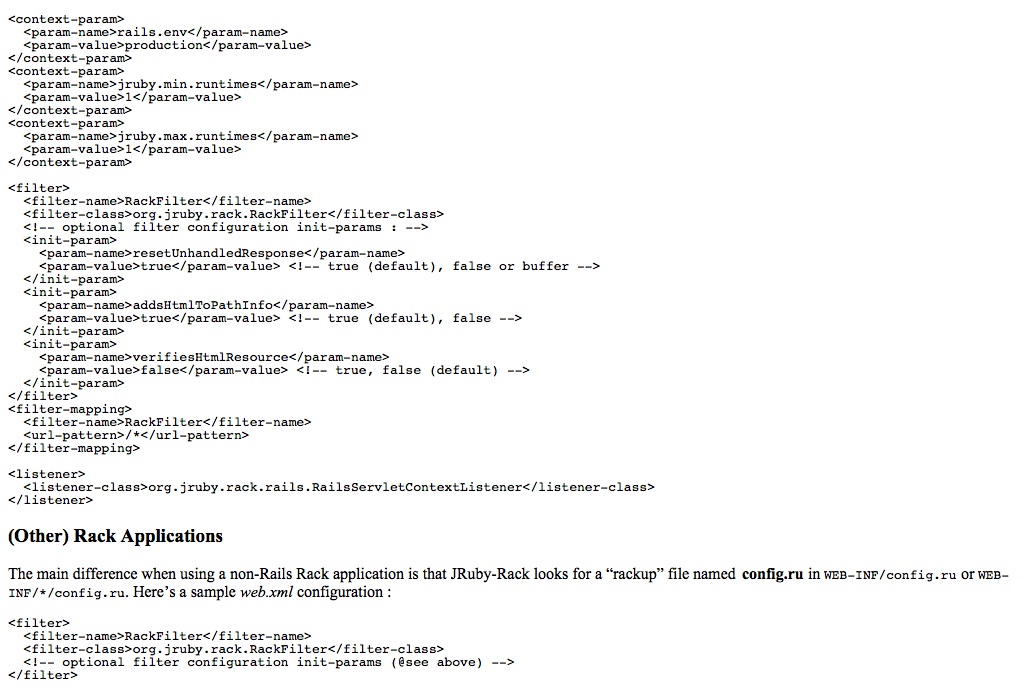 <context-param>
  <param-name>rails.env</param-name>
  <param-value>production</param-value>
</context-param>
<context-param>
  <param-name>jruby.min.runtimes</param-name>
  <param-value>1</param-value>
</context-param>
<context-param>
  <param-name>jruby.max.runtimes</param-name>
  <param-value>1</param-value>
</context-param>

<filter>
  <filter-name>RackFilter</filter-name>
  <filter-class>org.jruby.rack.RackFilter</filter-class>
  <!-- optional filter configuration init-params : -->
  <init-param>
    <param-name>resetUnhandledResponse</param-name>
    <param-value>true</param-value> <!-- true (default), false or buffer -->
  </init-param>
  <init-param>
    <param-name>addsHtmlToPathInfo</param-name>
    <param-value>true</param-value> <!-- true (default), false -->
  </init-param>
  <init-param>
    <param-name>verifiesHtmlResource</param-name>
    <param-value>false</param-value> <!-- true, false (default) -->
  </init-param>
</filter>
<filter-mapping>
  <filter-name>RackFilter</filter-name>
  <url-pattern>/*</url-pattern>
</filter-mapping>

<listener>
  <listener-class>org.jruby.rack.rails.RailsServletContextListener</listener-class>
</listener>

(Other) Rack Applications

The main difference when using a non-Rails Rack application is that JRuby-Rack looks for a “rackup” file named config.ru in WEB-INF/config.ru or WEB-
INF/*/config.ru. Here’s a sample web.xml configuration :

<filter>
  <filter-name>RackFilter</filter-name>
  <filter-class>org.jruby.rack.RackFilter</filter-class>
  <!-- optional filter configuration init-params (@see above) -->
</filter>